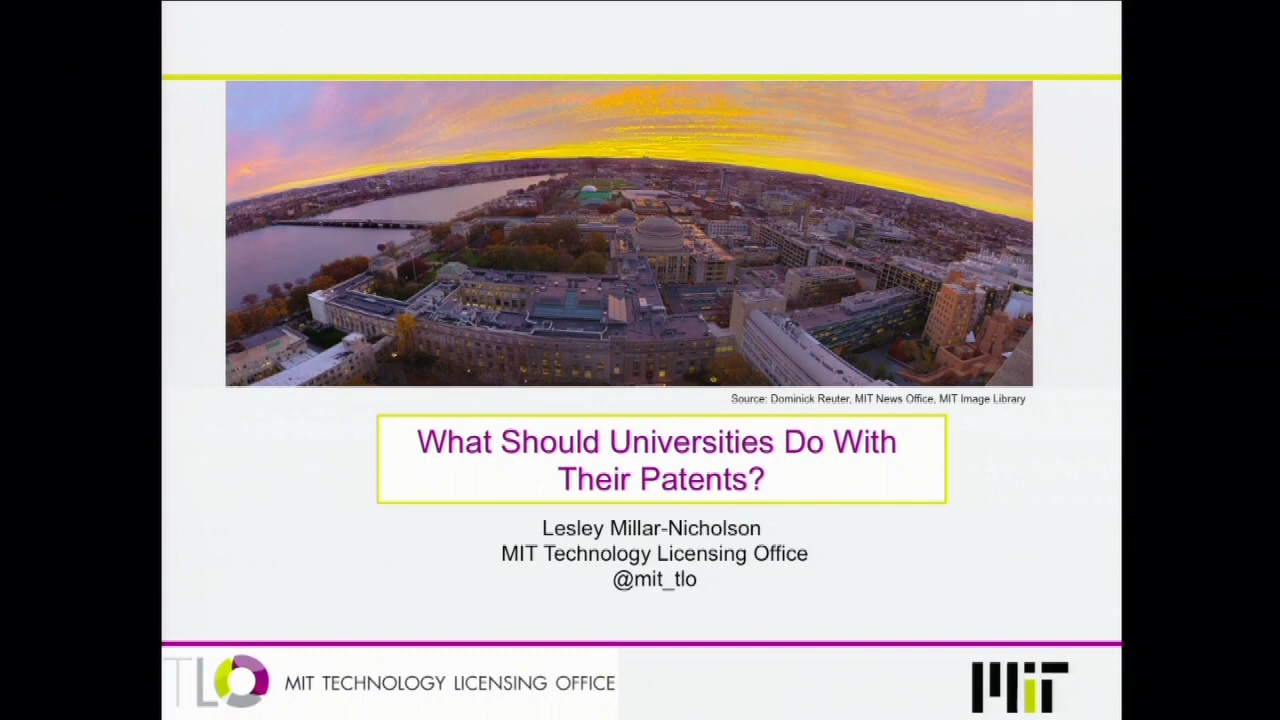 Source: Dominick Reuter, MIT News Office, MIT Image Library
What Should Universities Do With
Their Patents?
Lesley Millar-Nicholson
MIT Technology Licensing Office
@mit_tlo
TLO MIT TECHNOLOGY LICENSING OFFICE
MIT